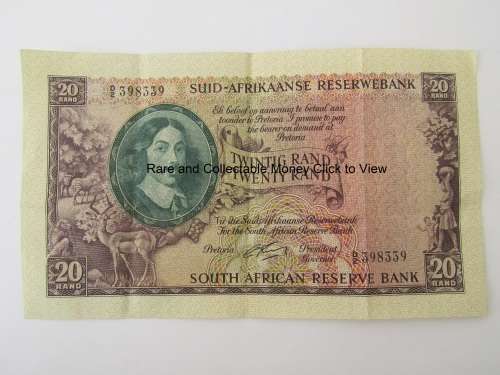 20 RAND D/2 398339 SUID-AFRIKAANSE RESERWEBANK 20 RAND
Ek beloof op aanvrag te betaal aan
toonder te Pretoria I promise to pay
the bearer on demand at
Pretoria
TWINTIG RAND
Rare and Collectable Money Click to View
TWENTY RAND
Vir die Suid-Afrikaanse Reserwebank
For the South African Reserve Bank
Pretoria President
Governor D/2 398339
20 RAND SOUTH AFRICAN RESERVE BANK 20 RAND